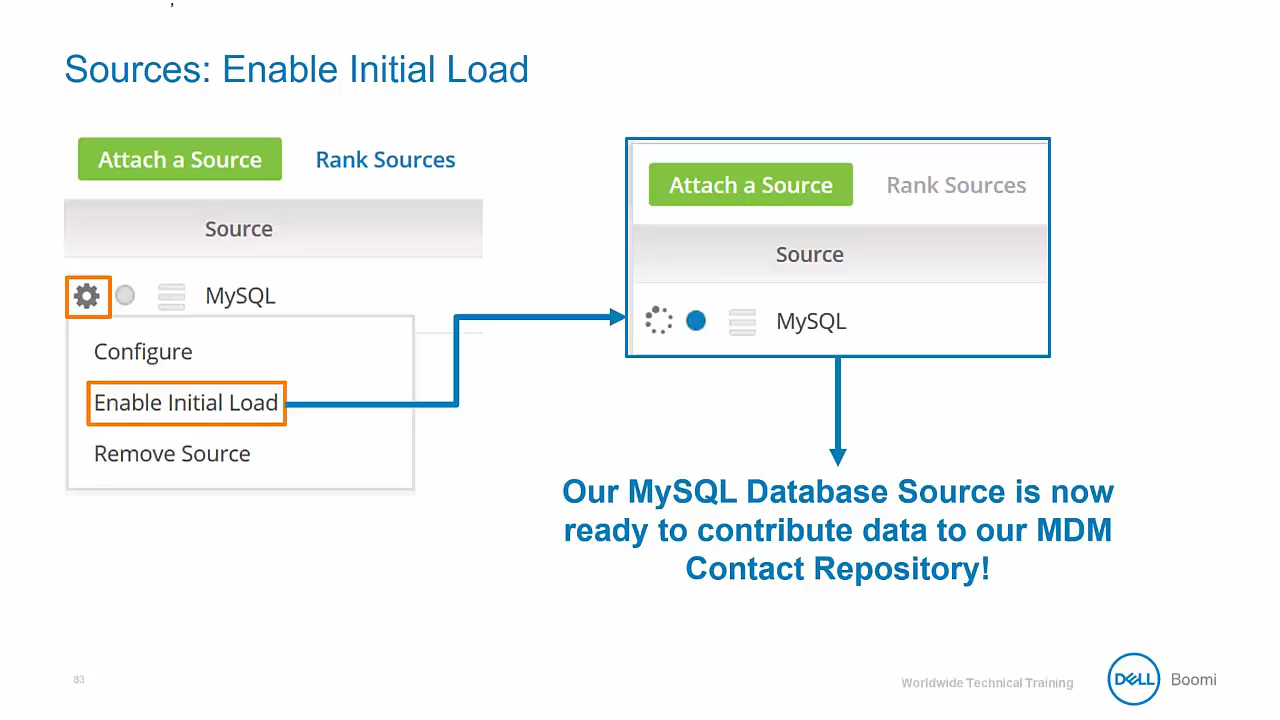 Sources: Enable Initial Load
Attach a Source
Rank Sources
Source
MySQL
Configure
Enable Initial Load
Remove Source
Attach a Source
Rank Sources
Source
MySQL
Our MySQL Database Source is now
ready to contribute data to our MDM
Contact Repository!
83
Worldwide Technical Training
DELL
Boomi